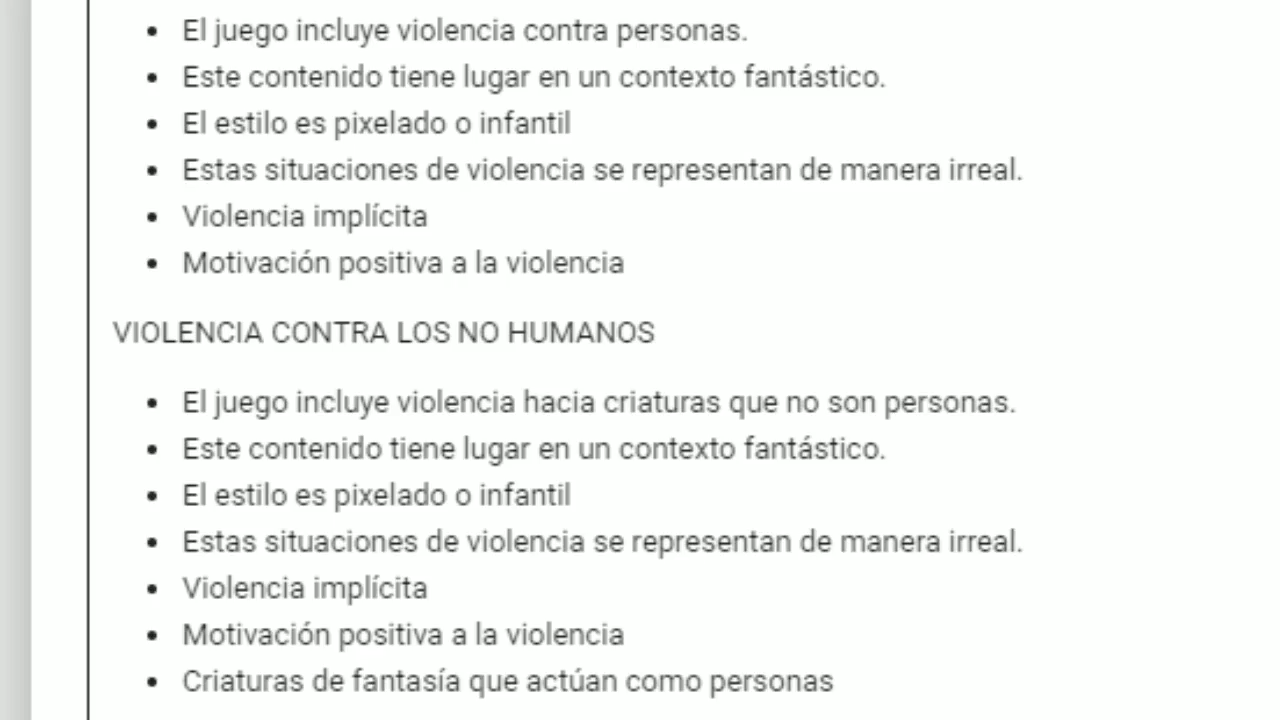 El juego incluye violencia contra personas.
Este contenido tiene lugar en un contexto fantástico.
El estilo es pixelado o infantil
Estas situaciones de violencia se representan de manera irreal.
Violencia implícita
Motivación positiva a la violencia
VIOLENCIA CONTRA LOS NO HUMANOS
El juego incluye violencia hacia criaturas que no son personas.
Este contenido tiene lugar en un contexto fantástico.
El estilo es pixelado o infantil
Estas situaciones de violencia se representan de manera irreal.
Violencia implícita
Motivación positiva a la violencia
Criaturas de fantasía que actúan como personas